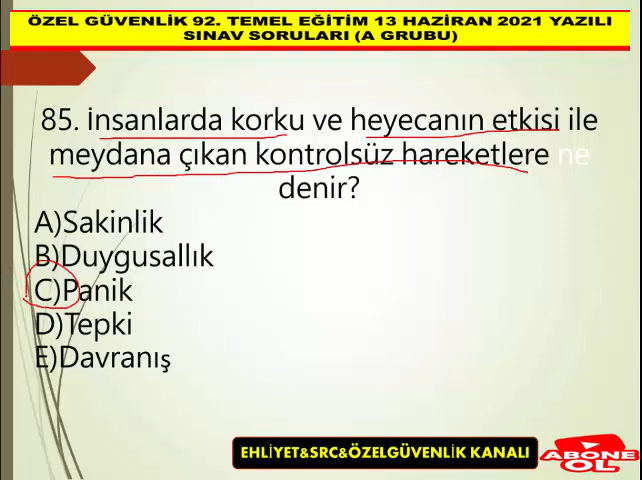 ÖZEL GÜVENLİK 92. TEMEL EĞİTİM 13 HAZİRAN 2021 YAZILI
SINAV SORULARI (A GRUBU)
85. İnsanlarda korku ve heyecanın etkisi ile
meydana çıkan kontrolsüz hareketlere ne
denir?
A)Sakinlik
B)Duygusallık
C)Panik
D)Tepki
E)Davranış
EHLİYET&SRC&ÖZELGÜVENLİK KANALI
ABONE
OL